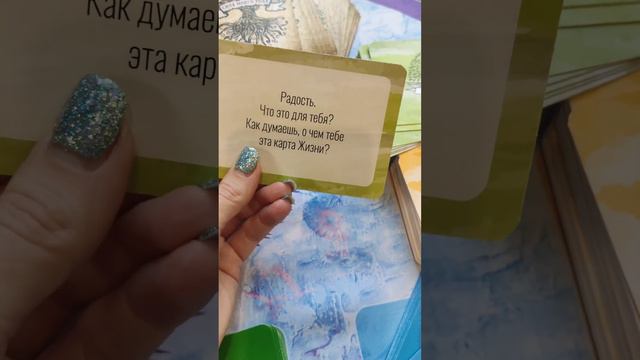 Радость.
Что это для тебя?
Как думаешь, о чем тебе
эта карта Жизни?